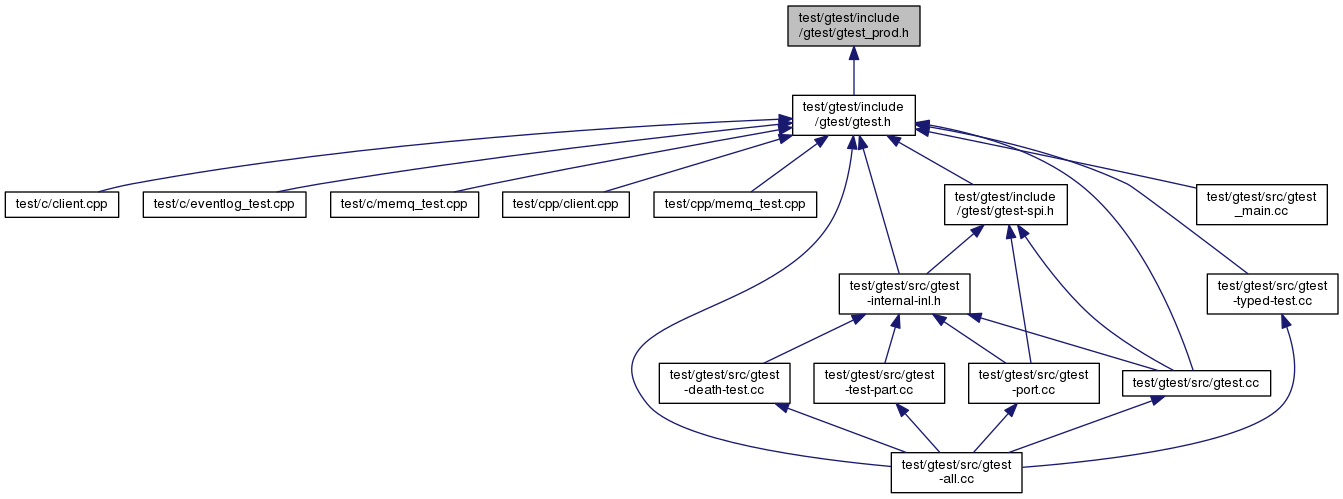 test/gtest/include
/gtest/gtest_prod.h
test/gtest/include
/gtest/gtest.h
test/c/client.cpp
test/c/eventlog_test.cpp
test/c/memq_test.cpp
test/cpp/client.cpp
test/cpp/memq_test.cpp
test/gtest/include
/gtest/gtest-spi.h
test/gtest/src/gtest
_main.cc
test/gtest/src/gtest
-internal-inl.h
test/gtest/src/gtest
-typed-test.cc
test/gtest/src/gtest
-death-test.cc
test/gtest/src/gtest
-test-part.cc
test/gtest/src/gtest
-port.cc
test/gtest/src/gtest.cc
test/gtest/src/gtest
-all.cc